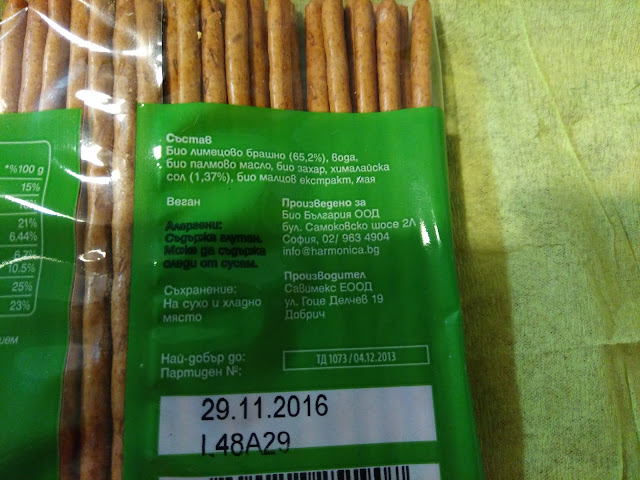 *%100 g
15%
21%
6.44%
10.5%
25%
23%
Състав
Био лимецово брашно (65,2%), вода,
био палмово масло, био захар, хималайска
сол (1,37%), био малцов екстракт, мая
Веган
Алергени:
Съдържа глутен.
Може да съдържа
следи от сусам.
Съхранение:
На сухо и хладно
място
Произведено за
Био България ООД
бул. Самоковско шосе 2Л
София, 02/ 963 4904
info@harmonica.bg
Производител
Савимекс ЕООД
ул. Гоце Делчев 19
Добрич
Най-добър до:
Партиден №:
ТД 1073 / 04.12.2013
29.11.2016
L48A29